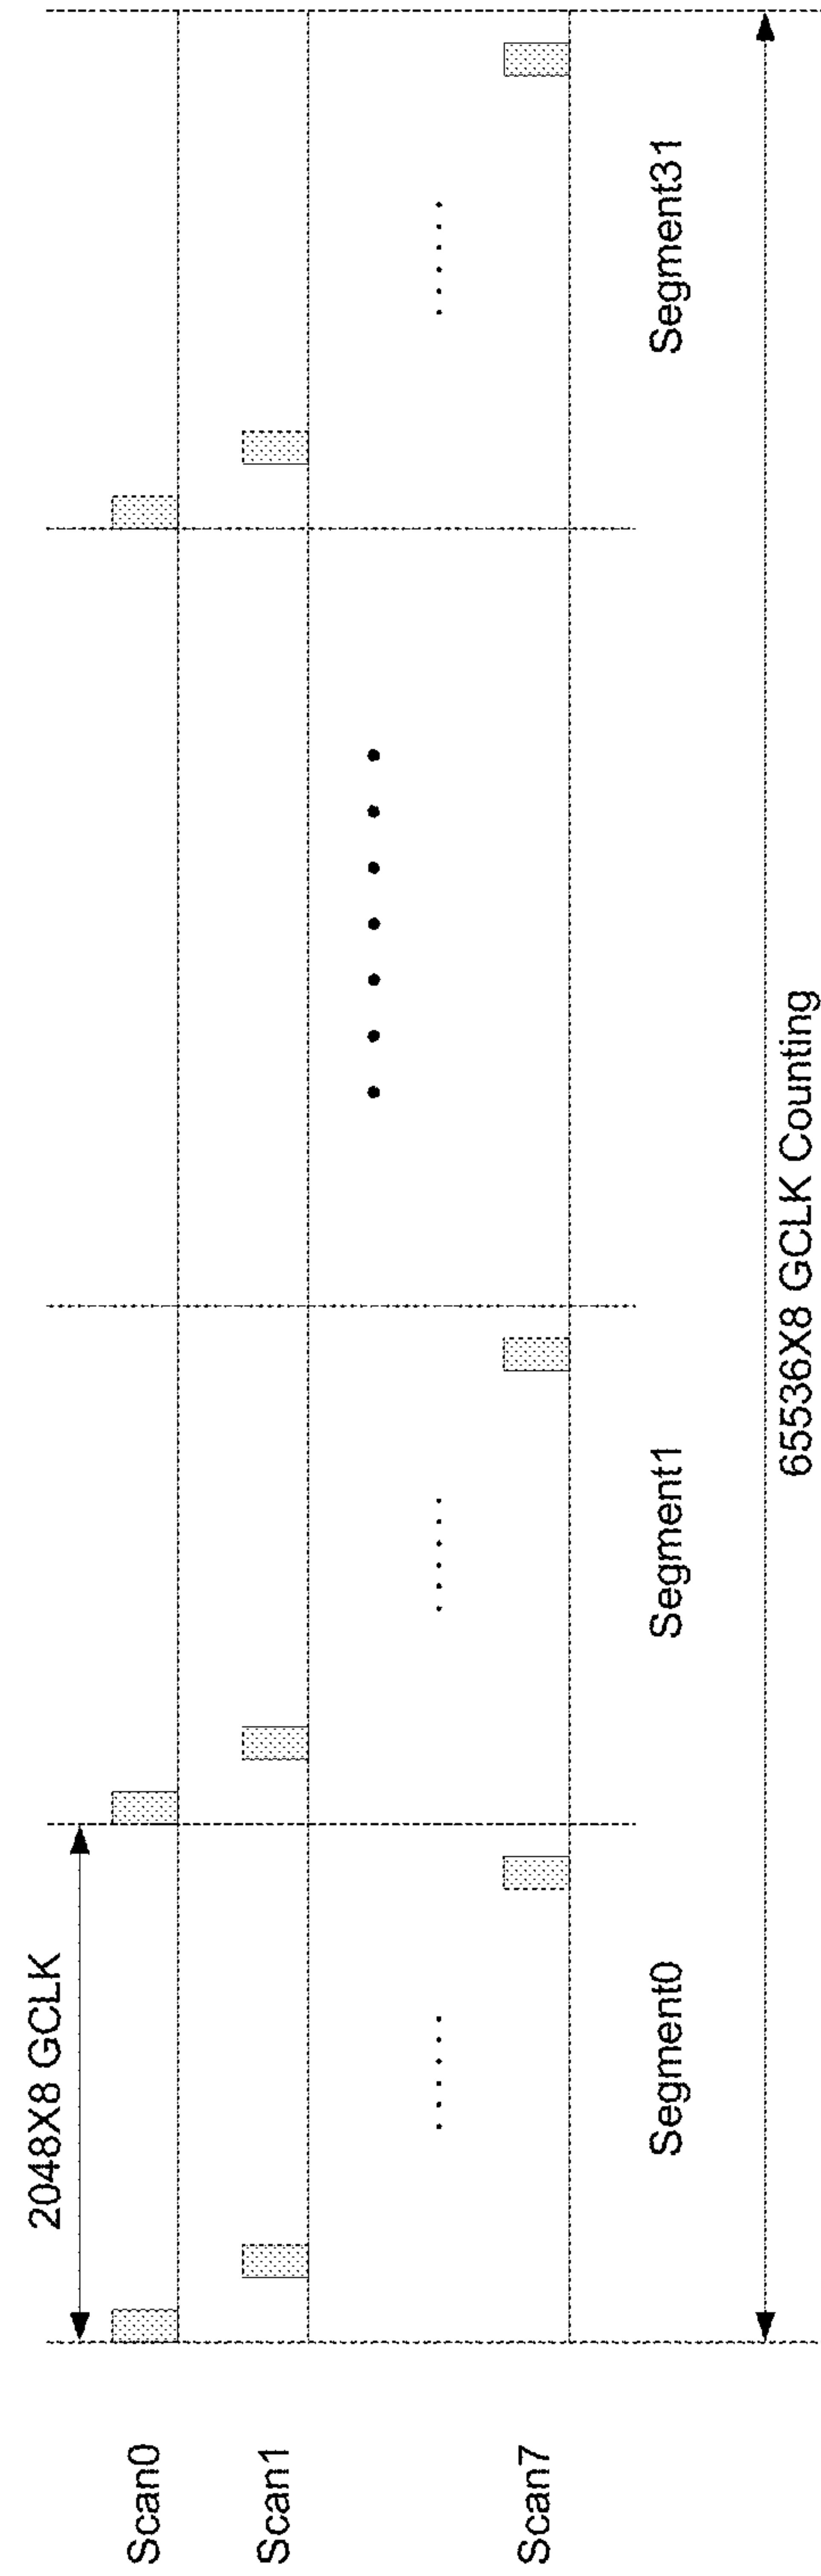 2048X8 GCLK
Scan0
Scan1
Scan7
Segment0
Segment1
Segment31
65536X8 GCLK Counting